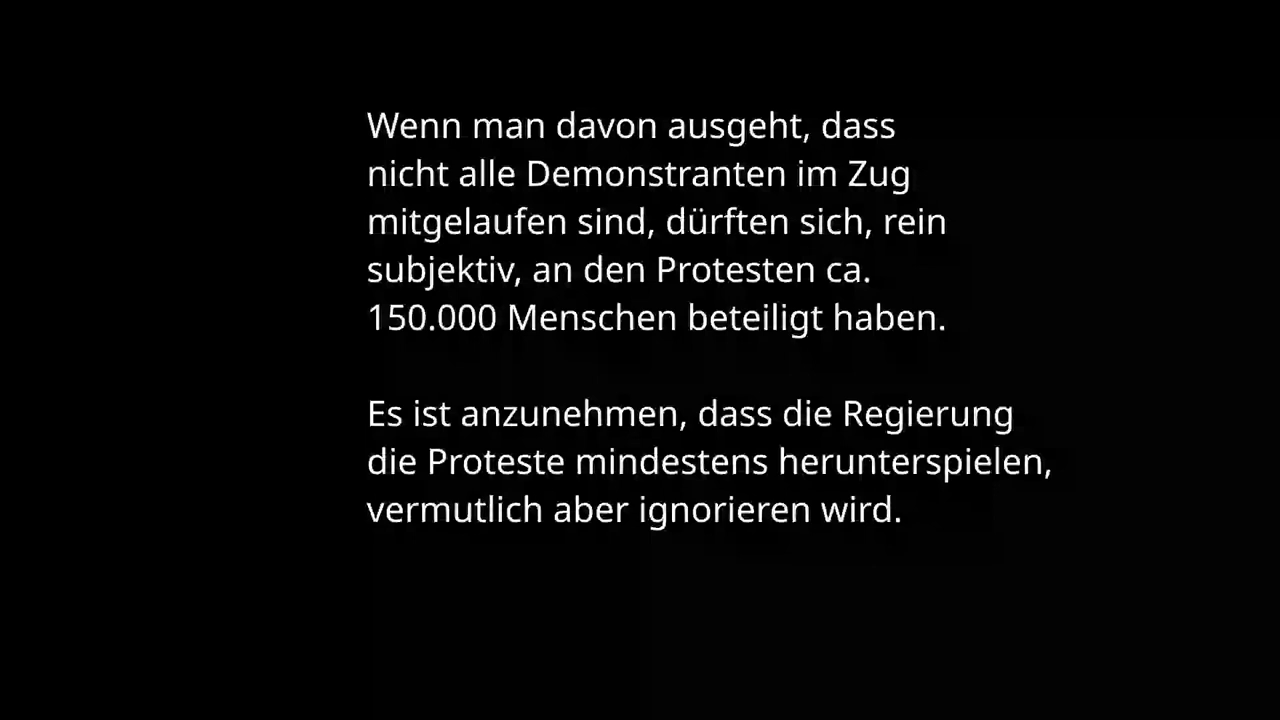 Wenn man davon ausgeht, dass
nicht alle Demonstranten im Zug
mitgelaufen sind, dürften sich, rein
subjektiv, an den Protesten ca.
150.000 Menschen beteiligt haben.
Es ist anzunehmen, dass die Regierung
die Proteste mindestens herunterspielen,
vermutlich aber ignorieren wird.